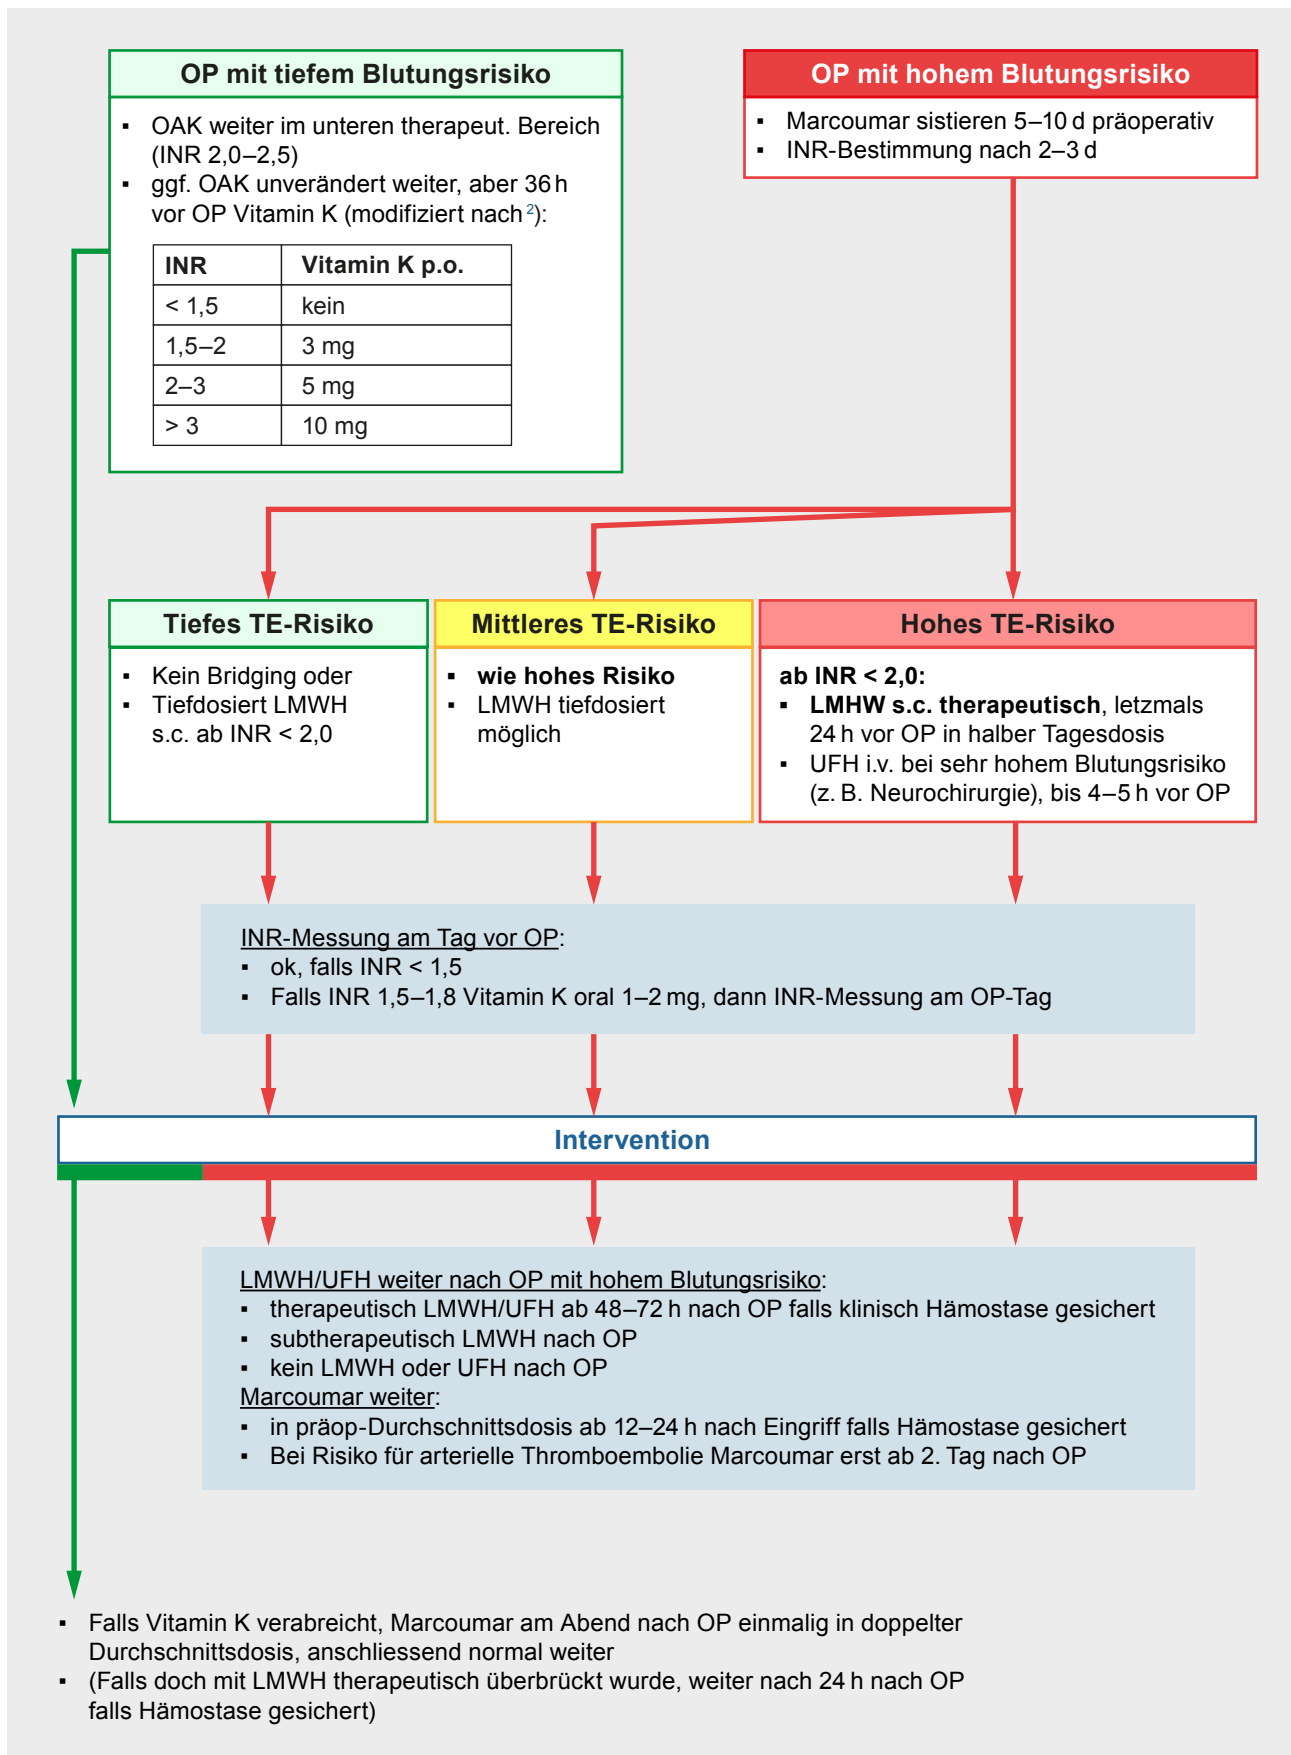 OP mit tiefem Blutungsrisiko
▪ OAK weiter im unteren therapeut. Bereich
(INR 2,0–2,5)
▪ ggf. OAK unverändert weiter, aber 36 h
vor OP Vitamin K (modifiziert nach 2):
INR Vitamin K p.o.
< 1,5 kein
1,5–2 3 mg
2–3 5 mg
> 3 10 mg
OP mit hohem Blutungsrisiko
▪ Marcoumar sistieren 5–10 d präoperativ
▪ INR-Bestimmung nach 2–3 d
Tiefes TE-Risiko
▪ Kein Bridging oder
▪ Tiefdosiert LMWH
s.c. ab INR < 2,0
Mittleres TE-Risiko
▪ wie hohes Risiko
▪ LMWH tiefdosiert
möglich
Hohes TE-Risiko
ab INR < 2,0:
▪ LMHW s.c. therapeutisch, letzmals
24 h vor OP in halber Tagesdosis
▪ UFH i.v. bei sehr hohem Blutungsrisiko
(z. B. Neurochirurgie), bis 4–5 h vor OP
INR-Messung am Tag vor OP:
▪ ok, falls INR < 1,5
▪ Falls INR 1,5–1,8 Vitamin K oral 1–2 mg, dann INR-Messung am OP-Tag
Intervention
LMWH/UFH weiter nach OP mit hohem Blutungsrisiko:
▪ therapeutisch LMWH/UFH ab 48–72 h nach OP falls klinisch Hämostase gesichert
▪ subtherapeutisch LMWH nach OP
▪ kein LMWH oder UFH nach OP
Marcoumar weiter:
▪ in präop-Durchschnittsdosis ab 12–24 h nach Eingriff falls Hämostase gesichert
▪ Bei Risiko für arterielle Thromboembolie Marcoumar erst ab 2. Tag nach OP
▪ Falls Vitamin K verabreicht, Marcoumar am Abend nach OP einmalig in doppelter
Durchschnittsdosis, anschliessend normal weiter
▪ (Falls doch mit LMWH therapeutisch überbrückt wurde, weiter nach 24 h nach OP
falls Hämostase gesichert)